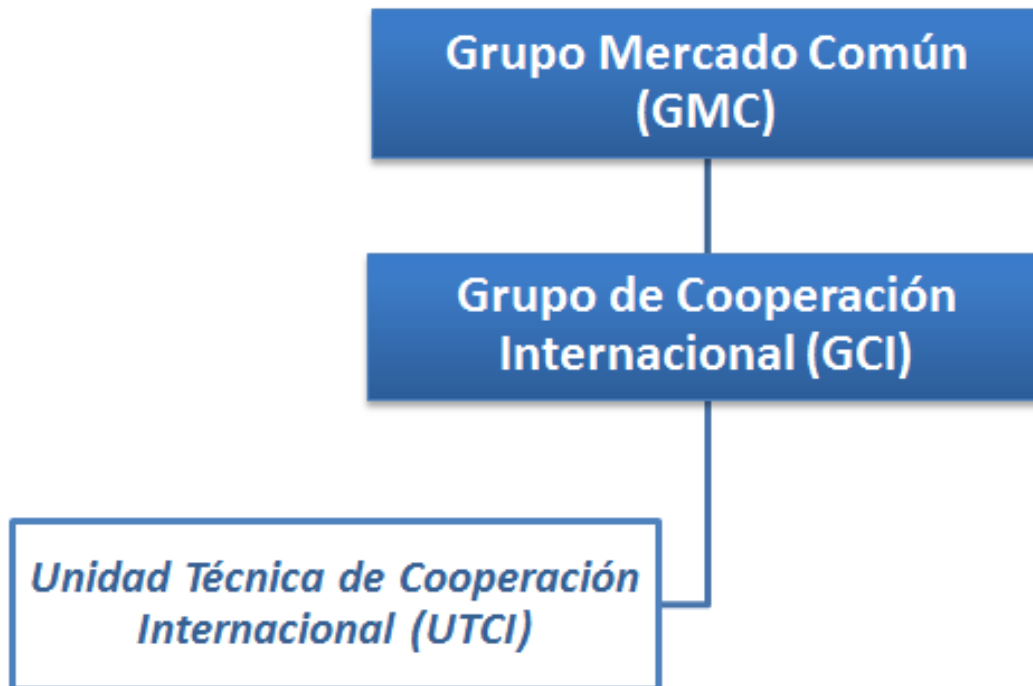 Grupo Mercado Común
(GMC)
Grupo de Cooperación
Internacional (GCI)
Unidad Técnica de Cooperación
Internacional (UTCI)